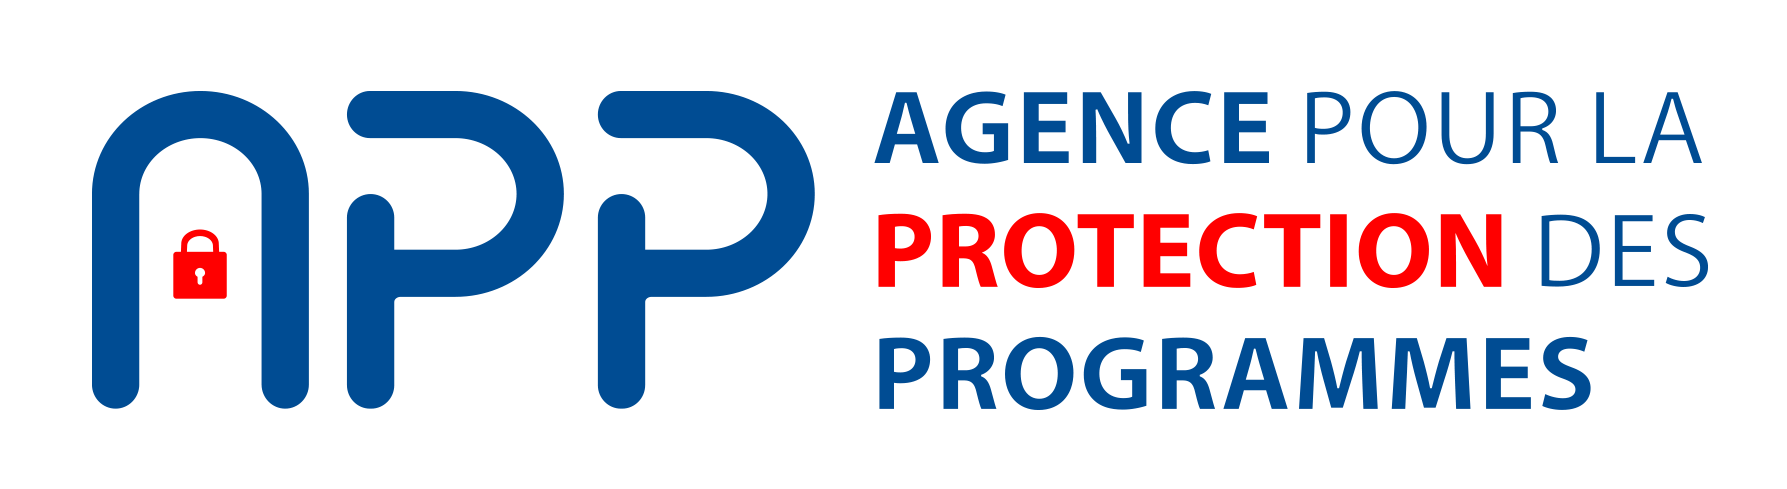 APP
AGENCE POUR LA
PROTECTION DES
PROGRAMMES